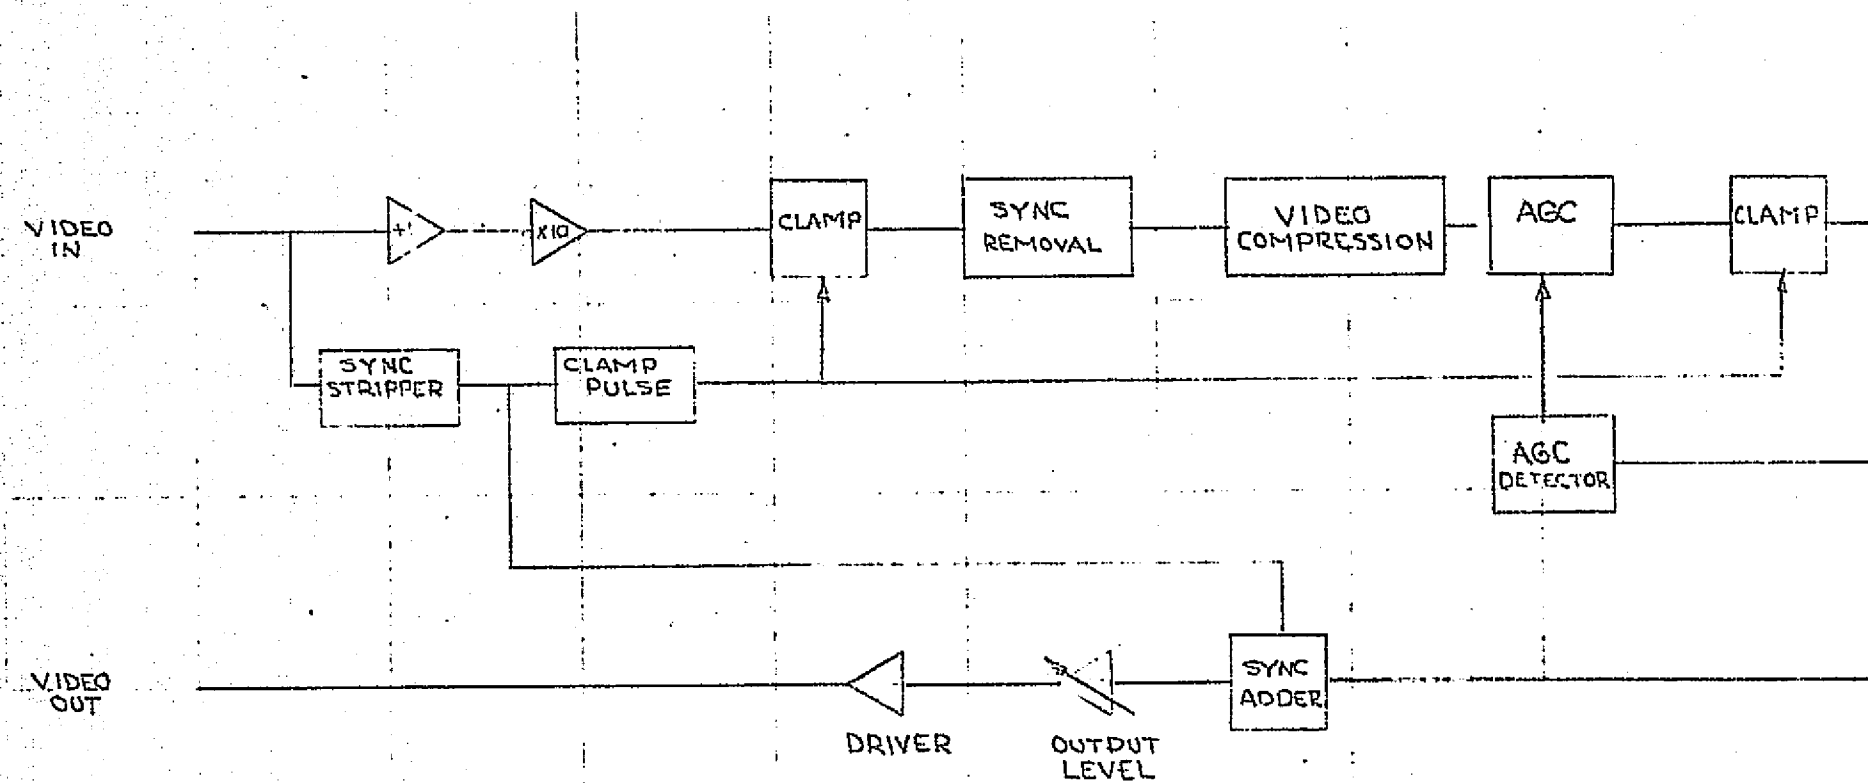 VIDEO
IN
+1
X10
CLAMP
SYNC
REMOVAL
VIDEO
COMPRESSION
AGC
CLAMP
SYNC
STRIPPER
CLAMP
PULSE
AGC
DETECTOR
VIDEO
OUT
DRIVER
OUTPUT
LEVEL
SYNC
ADDER